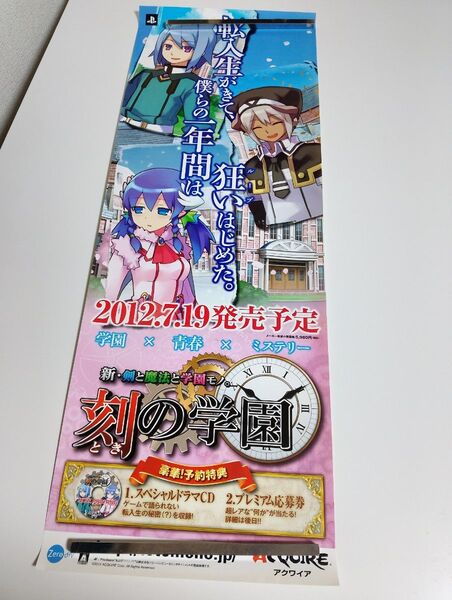 転入生がきて、
僕らの一年間は
狂いはじめた。
ループ
2012.7.19発売予定
学園 × 青春 × ミステリー
新・剣と魔法と学園モノ。
刻の学園
とき
豪華!予約特典
1.スペシャルドラマCD
ゲームで語られない
転入生の秘密(?)を収録!
2.プレミアム応募券
超レアな"何か"が当たる!
詳細は後日!!
ZeroDiv
ACQUIRE
アクワイア